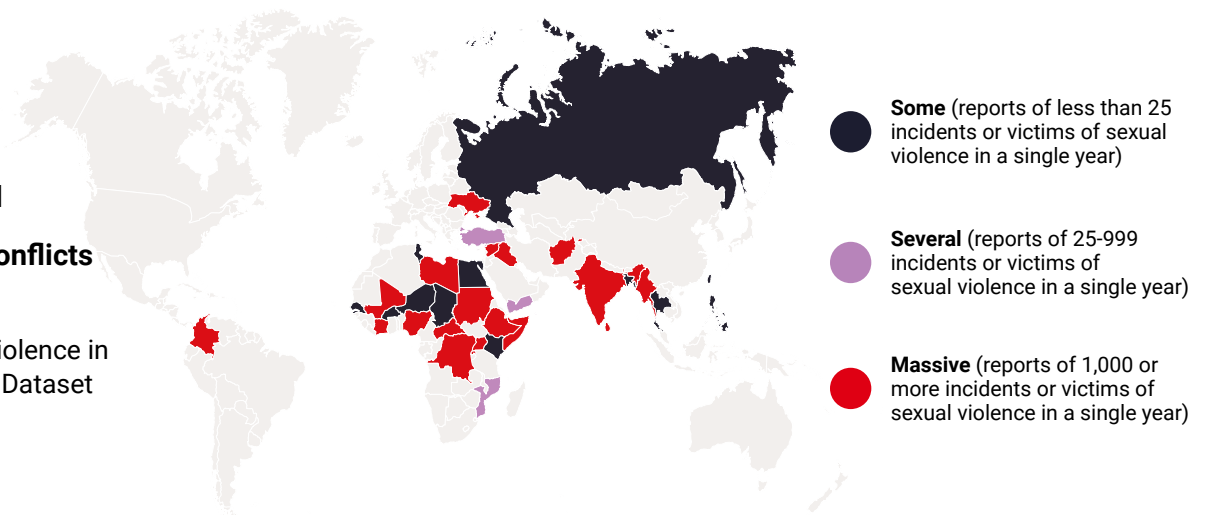 onflicts
iolence in
Dataset
Some (reports of less than 25
incidents or victims of sexual
violence in a single year)
Several (reports of 25-999
incidents or victims of
sexual violence in a single year)
Massive (reports of 1,000 or
more incidents or victims of
sexual violence in a single year)